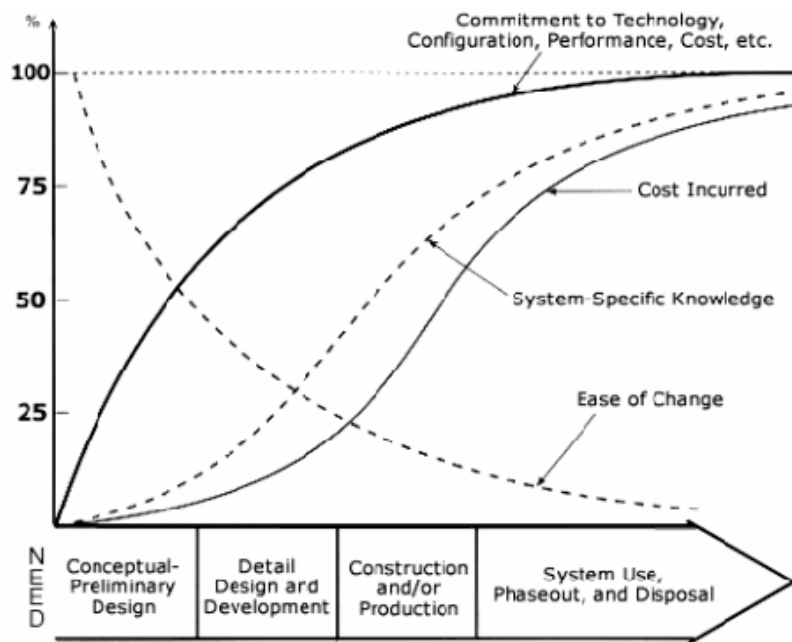 %
Commitment to Technology,
Configuration, Performance, Cost, etc.
100
75
Cost Incurred
50
System-Specific Knowledge
25
Ease of Change
NEED
Conceptual-
Preliminary
Design
Detail
Design and
Development
Construction
and/or
Production
System Use,
Phaseout, and Disposal